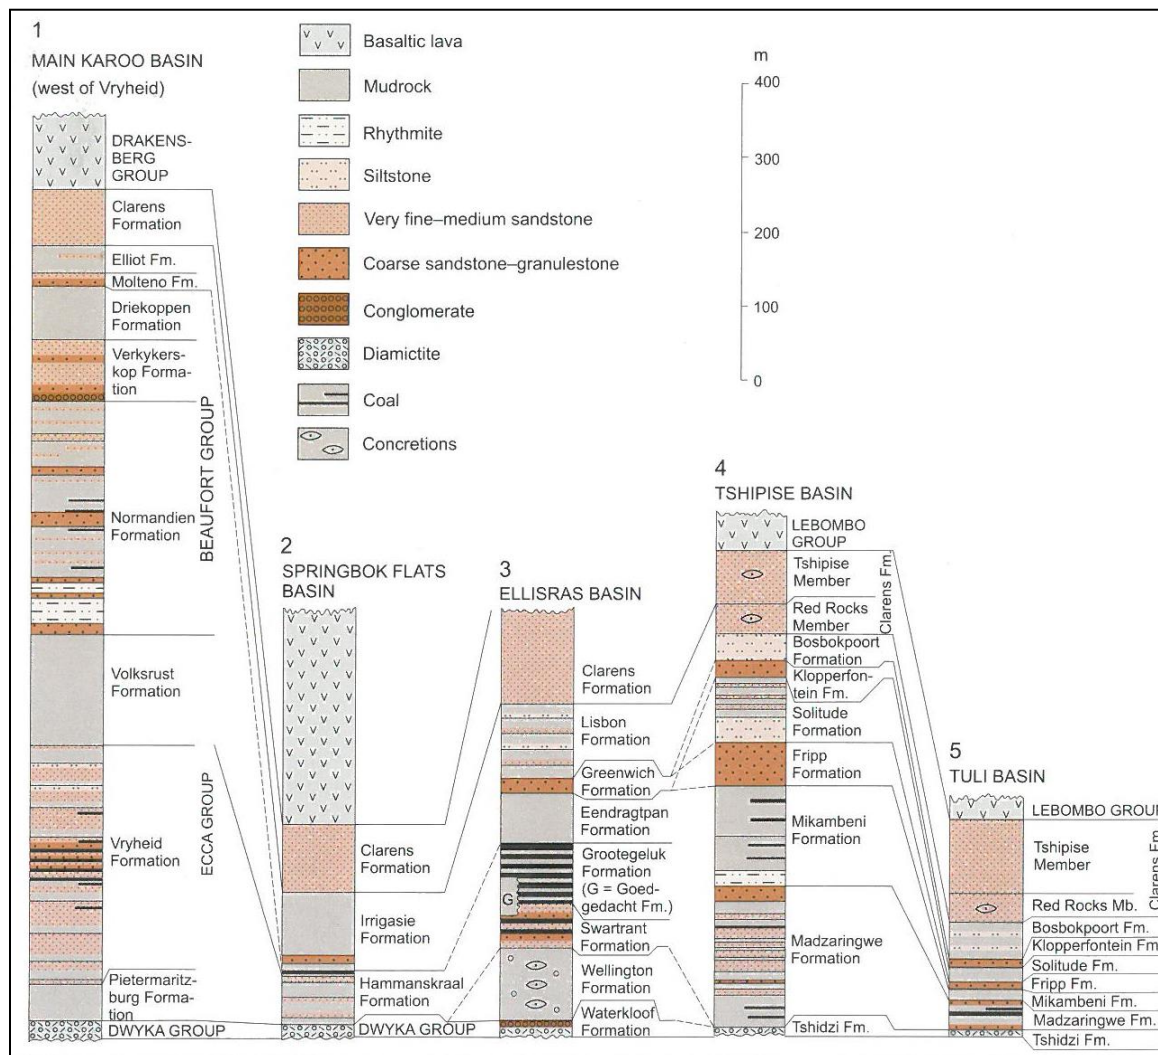 1
MAIN KAROO BASIN
(west of Vryheid)
DRAKENS-
BERG
GROUP
Clarens
Formation
Elliot Fm.
Molteno Fm.
Driekoppen
Formation
Verkykers-
kop Forma-
tion
BEAUFORT GROUP
Normandien
Formation
Volksrust
Formation
Vryheid
Formation
ECCA GROUP
Pietermaritz-
burg Forma-
tion
DWYKA GROUP
Basaltic lava
Mudrock
Rhythmite
Siltstone
Very fine–medium sandstone
Coarse sandstone–granulestone
Conglomerate
Diamictite
Coal
Concretions
m
400
300
200
100
0
2
SPRINGBOK FLATS
BASIN
Clarens
Formation
Irrigasie
Formation
Hammanskraal
Formation
DWYKA GROUP
3
ELLISRAS BASIN
Clarens
Formation
Lisbon
Formation
Greenwich
Formation
Eendragtpan
Formation
Grootegeluk
Formation
(G = Goed-
gedacht Fm.)
G
Swartrant
Formation
Wellington
Formation
Waterkloof
Formation
4
TSHIPISE BASIN
LEBOMBO
GROUP
Tshipise
Member
Red Rocks
Member
Clarens Fm.
Bosbokpoort
Formation
Klopperfon-
tein Fm.
Solitude
Formation
Fripp
Formation
Mikambeni
Formation
Madzaringwe
Formation
Tshidzi Fm.
5
TULI BASIN
LEBOMBO GROUP
Tshipise
Member
Red Rocks Mb.
Clarens Fm.
Bosbokpoort Fm.
Klopperfontein Fm.
Solitude Fm.
Fripp Fm.
Mikambeni Fm.
Madzaringwe Fm.
Tshidzi Fm.